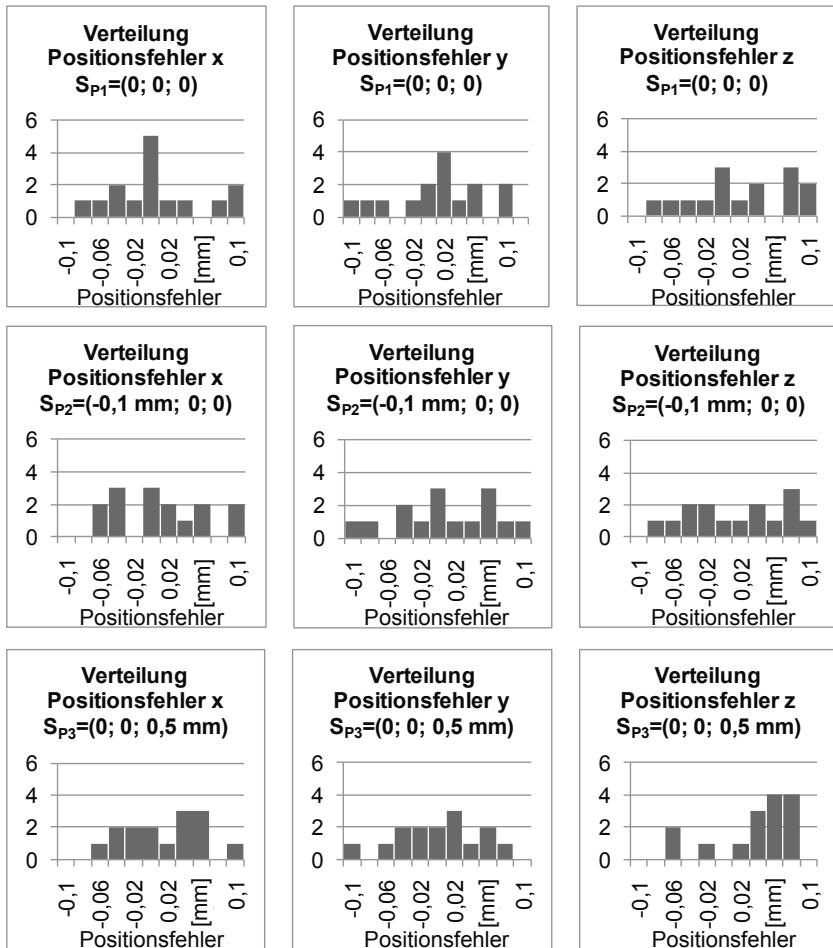 Verteilung
Positionsfehler x
S_P1=(0; 0; 0)
6
4
2
0
-0,1
-0,06
-0,02
0,02
[mm]
0,1
Positionsfehler
Verteilung
Positionsfehler y
S_P1=(0; 0; 0)
6
4
2
0
-0,1
-0,06
-0,02
0,02
[mm]
0,1
Positionsfehler
Verteilung
Positionsfehler z
S_P1=(0; 0; 0)
6
4
2
0
-0,1
-0,06
-0,02
0,02
[mm]
0,1
Positionsfehler
Verteilung
Positionsfehler x
S_P2=(-0,1 mm; 0; 0)
6
4
2
0
-0,1
-0,06
-0,02
0,02
[mm]
0,1
Positionsfehler
Verteilung
Positionsfehler y
S_P2=(-0,1 mm; 0; 0)
6
4
2
0
-0,1
-0,06
-0,02
0,02
[mm]
0,1
Positionsfehler
Verteilung
Positionsfehler z
S_P2=(-0,1 mm; 0; 0)
6
4
2
0
-0,1
-0,06
-0,02
0,02
[mm]
0,1
Positionsfehler
Verteilung
Positionsfehler x
S_P3=(0; 0; 0,5 mm)
6
4
2
0
-0,1
-0,06
-0,02
0,02
[mm]
0,1
Positionsfehler
Verteilung
Positionsfehler y
S_P3=(0; 0; 0,5 mm)
6
4
2
0
-0,1
-0,06
-0,02
0,02
[mm]
0,1
Positionsfehler
Verteilung
Positionsfehler z
S_P3=(0; 0; 0,5 mm)
6
4
2
0
-0,1
-0,06
-0,02
0,02
[mm]
0,1
Positionsfehler